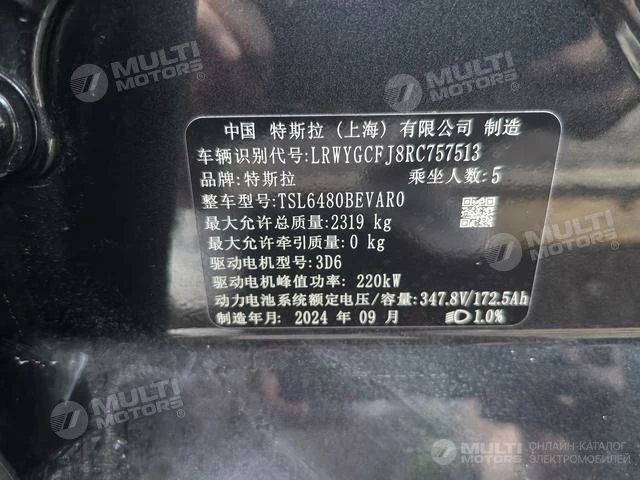 中国 特斯拉 (上海) 有限公司 制造
车辆识别代号:LRWYGCFJ8RC757513
品牌:特斯拉 乘坐人数:5
整车型号:TSL6480BEVAR0
最大允许总质量:2319 kg
最大允许牵引质量:0 kg
驱动电机型号:3D6
驱动电机峰值功率: 220kW
动力电池系统额定电压/容量:347.8V/172.5Ah
制造年月: 2024 年 09 月 1.0%
MULTI MOTORS
MULTI MOTORS
MULTI MOTORS
MULTI MOTORS
MULTI MOTORS
MULTI MOTORS ОНЛАЙН-КАТАЛОГ ЭЛЕКТРОМОБИЛЕЙ